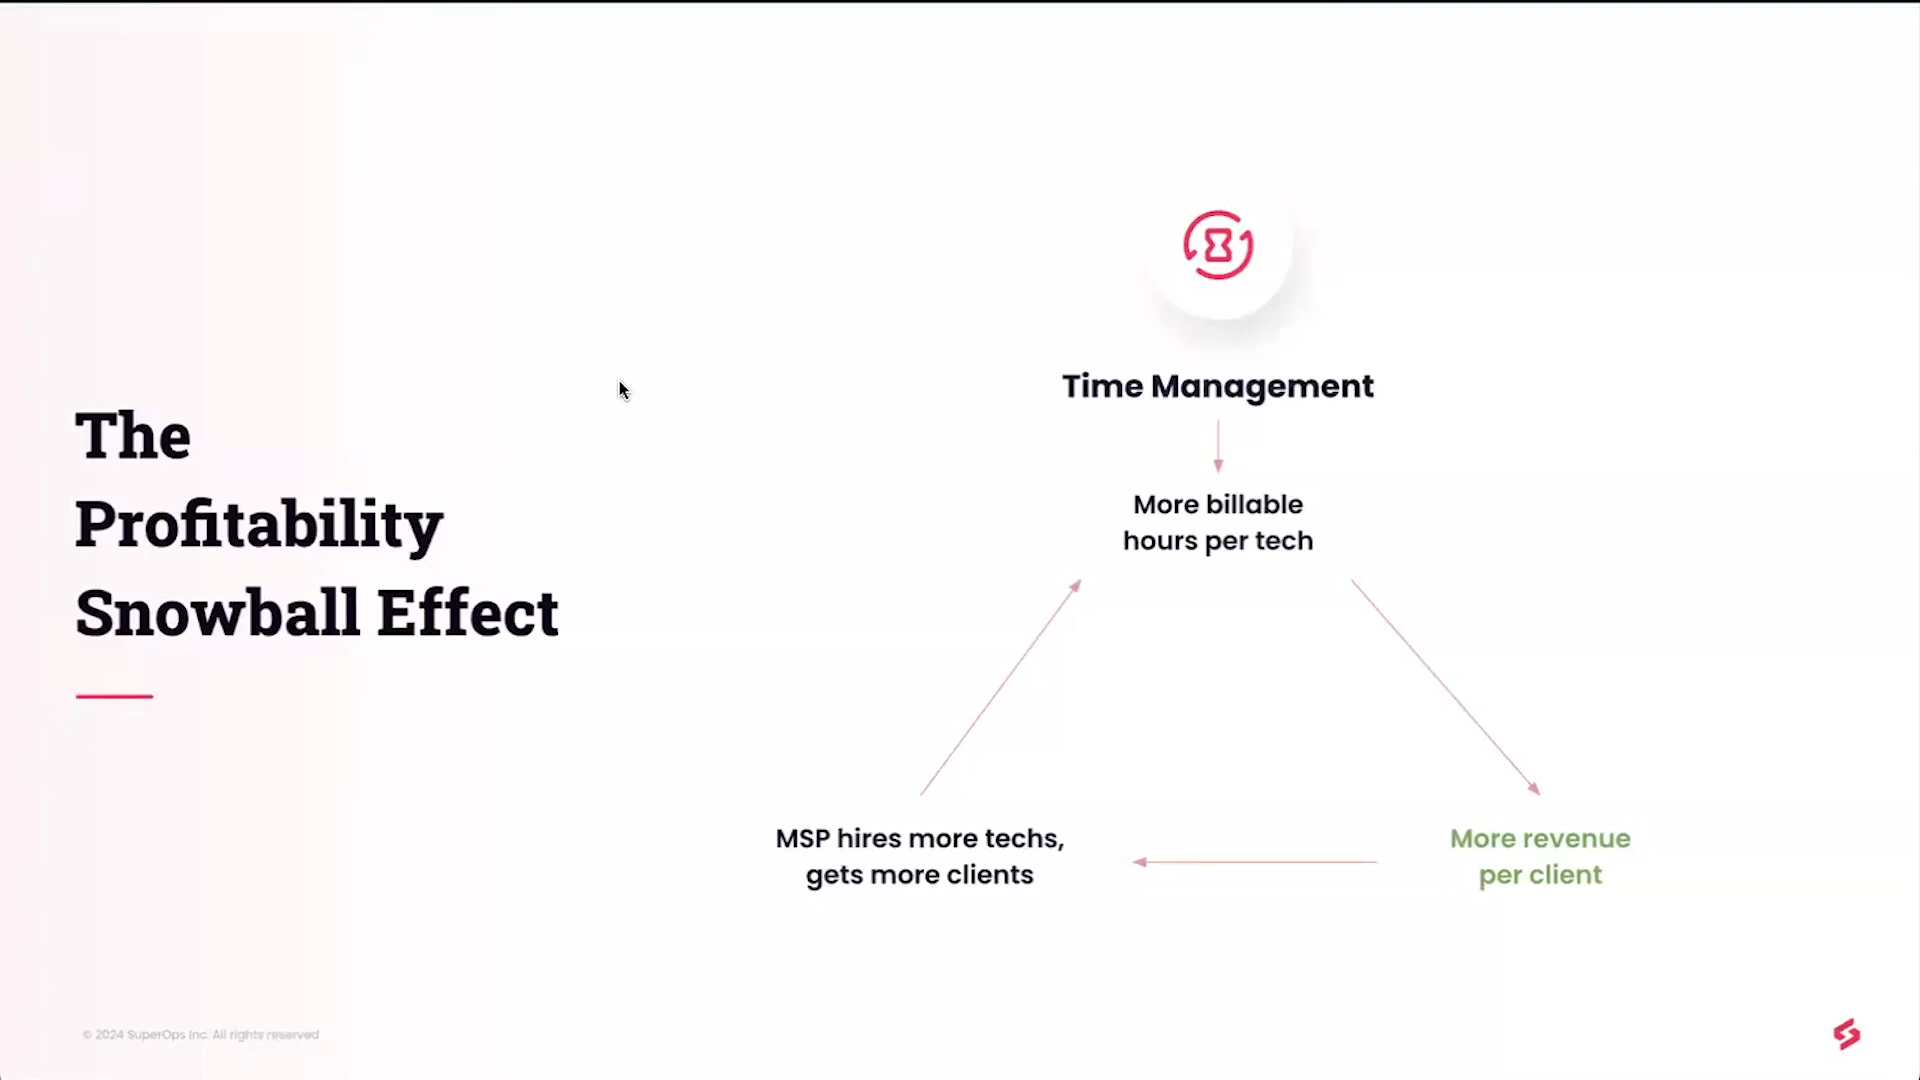 The
Profitability
Snowball Effect
Time Management
More billable
hours per tech
MSP hires more techs,
gets more clients
More revenue
per client
© 2024 SuperOps Inc. All rights reserved